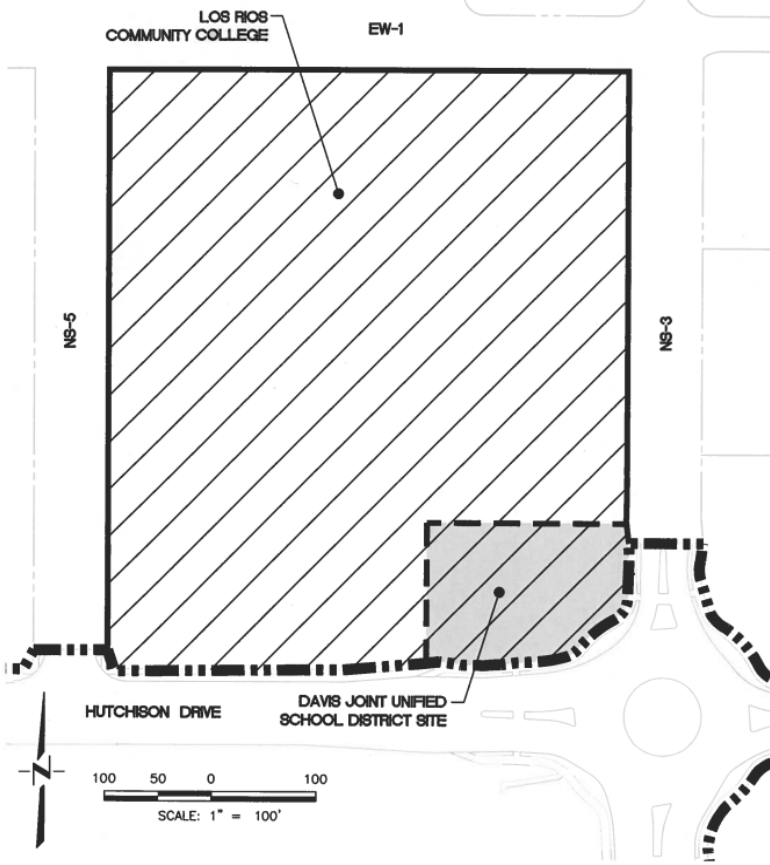 LOS RIOS
COMMUNITY COLLEGE
EW-1
NS-5
NS-3
HUTCHISON DRIVE
DAVIS JOINT UNIFIED
SCHOOL DISTRICT SITE
N
100 50 0 100
SCALE: 1" = 100'